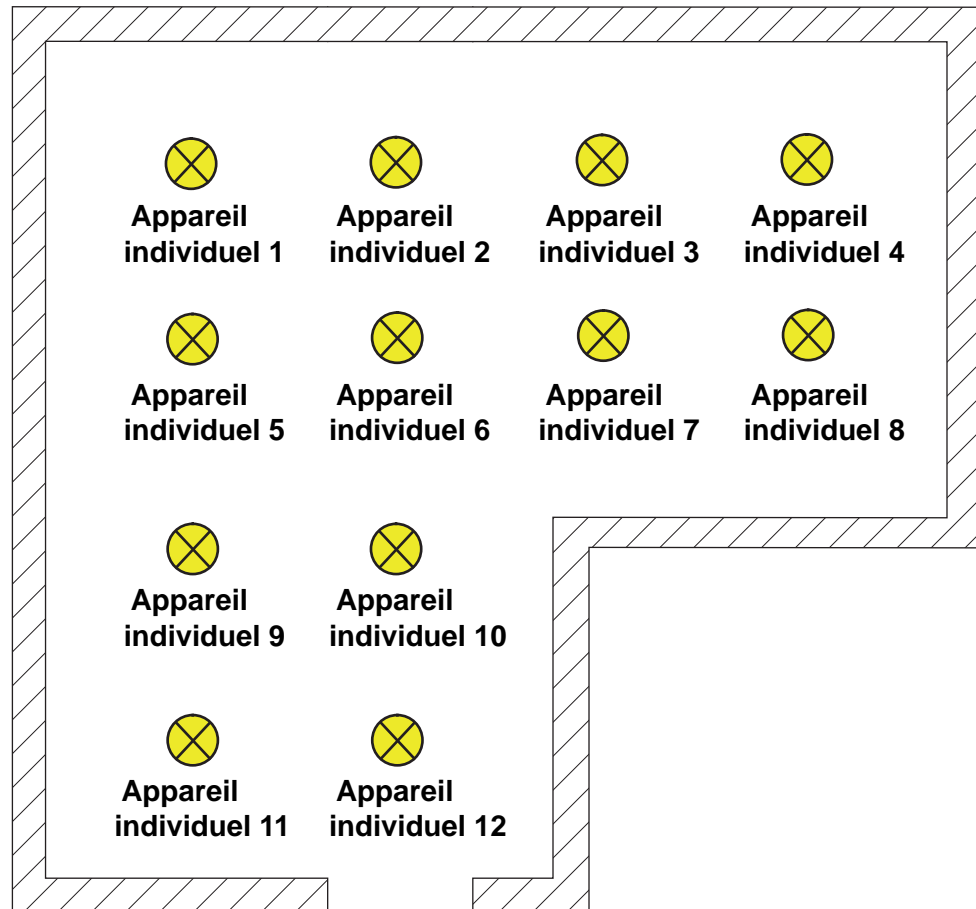 Appareil
individuel 1
Appareil
individuel 2
Appareil
individuel 3
Appareil
individuel 4
Appareil
individuel 5
Appareil
individuel 6
Appareil
individuel 7
Appareil
individuel 8
Appareil
individuel 9
Appareil
individuel 10
Appareil
individuel 11
Appareil
individuel 12